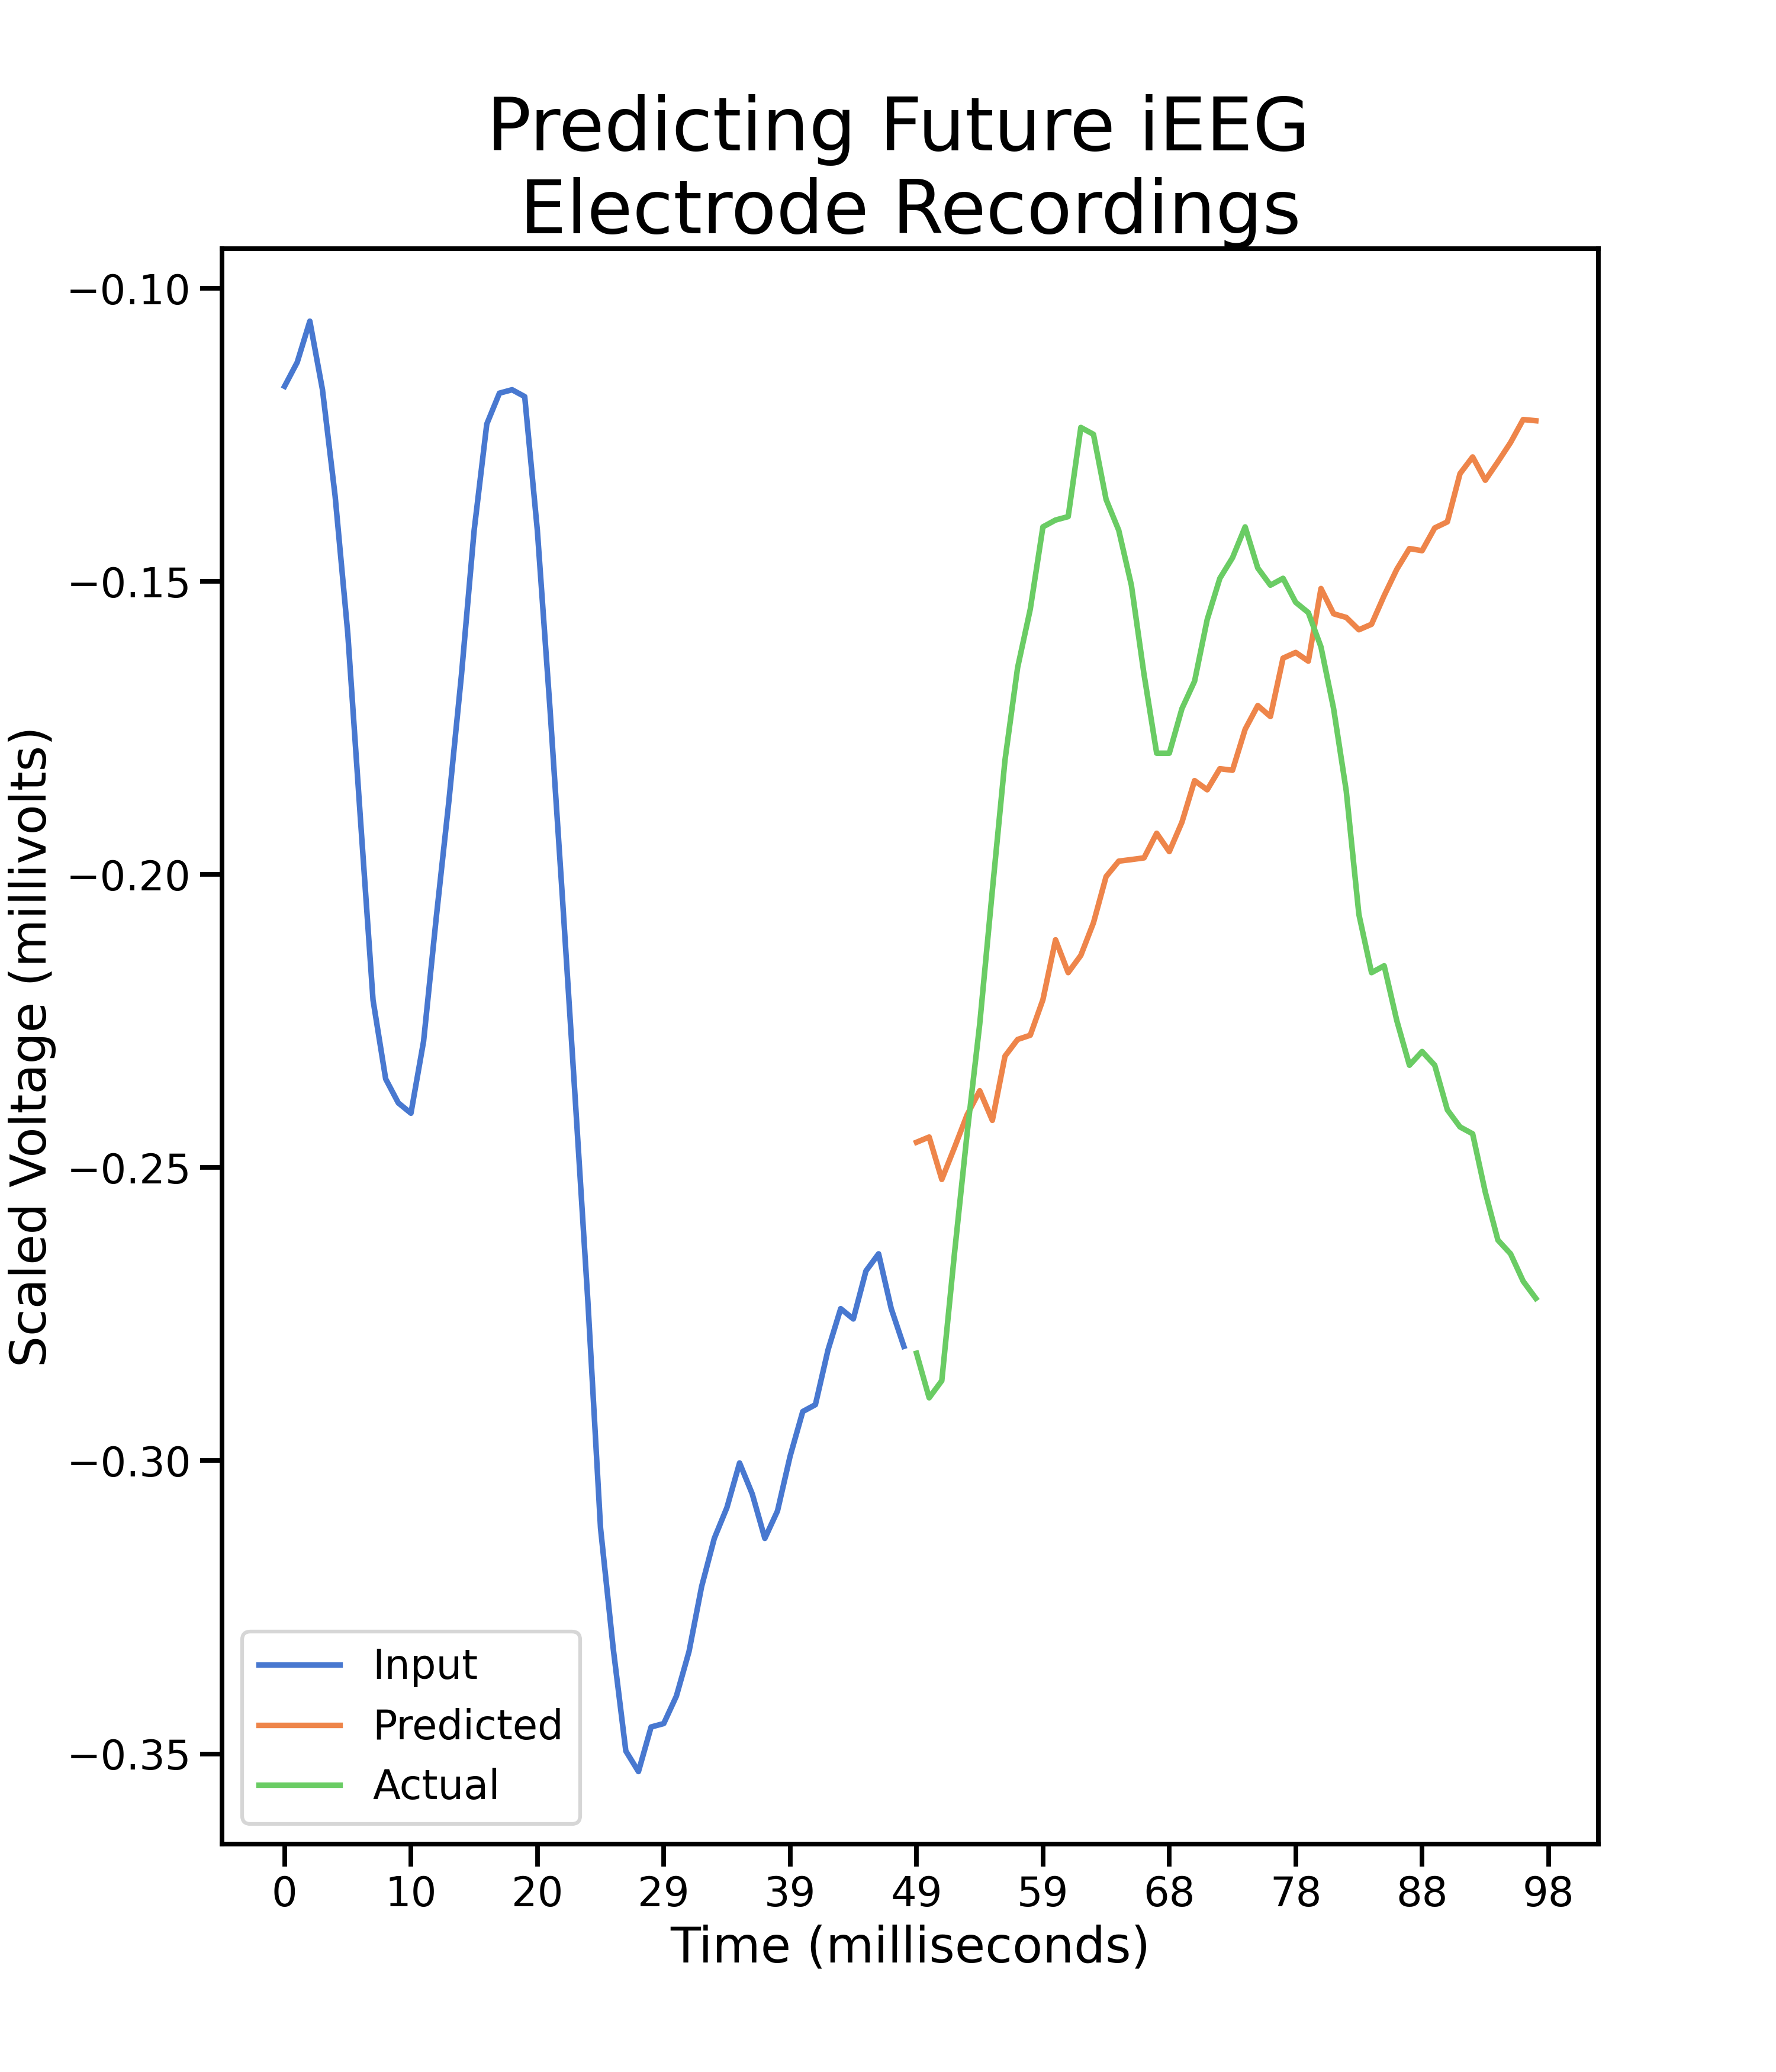 Predicting Future iEEG
Electrode Recordings
Scaled Voltage (millivolts)
−0.10
−0.15
−0.20
−0.25
−0.30
−0.35
Input
Predicted
Actual
0 10 20 29 39 49 59 68 78 88 98
Time (milliseconds)